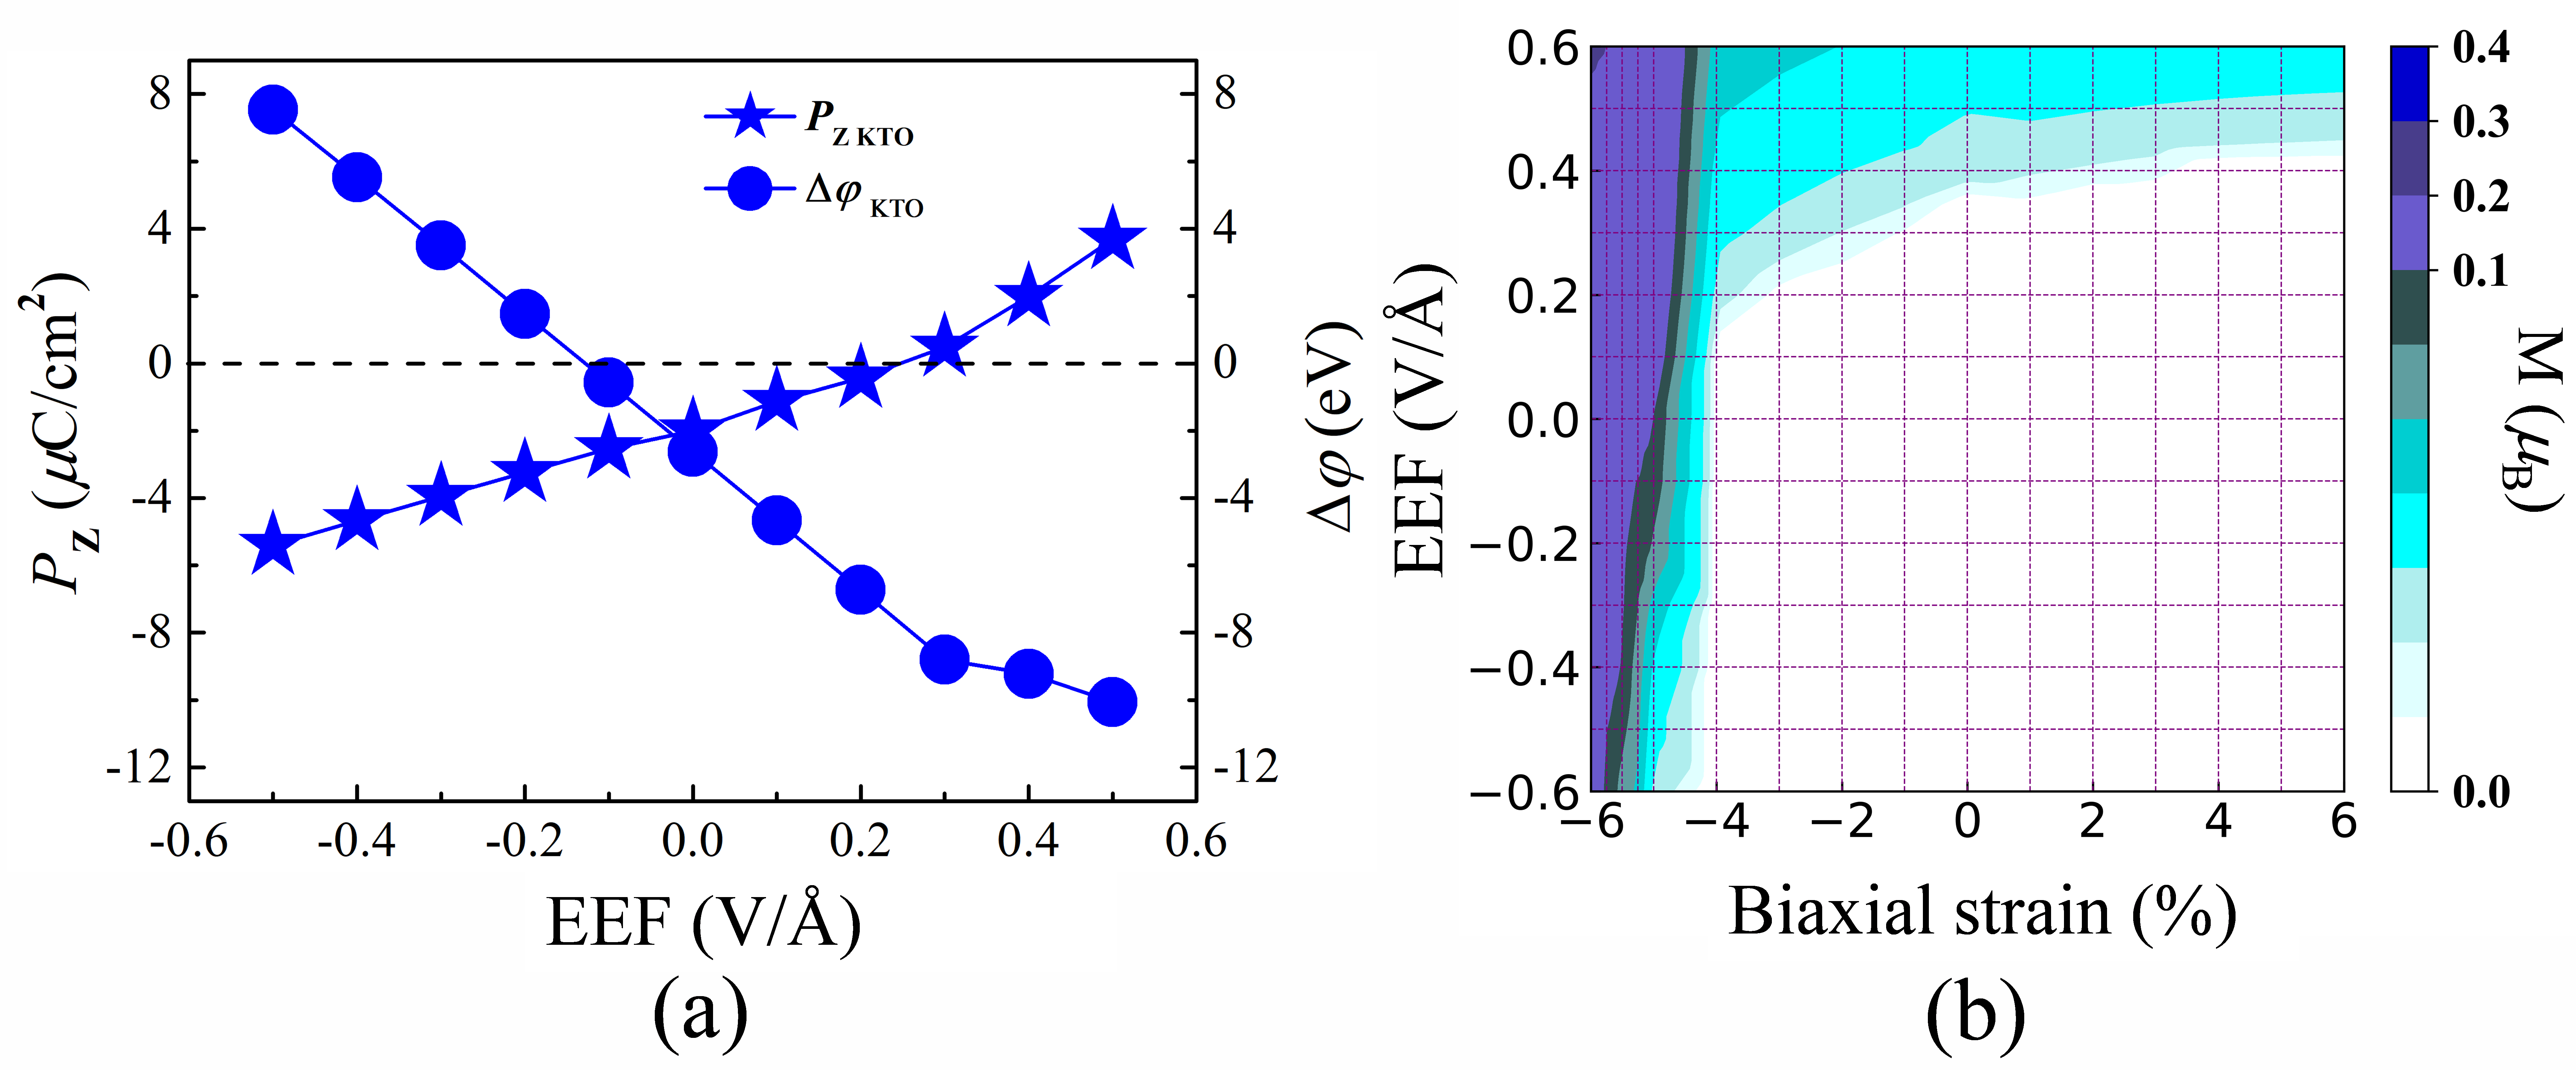 8
4
0
-4
-8
-12
P_Z (μC/cm²)
P_Z KTO
Δφ_KTO
8
4
0
-4
-8
-12
Δφ (eV)
-0.6 -0.4 -0.2 0.0 0.2 0.4 0.6
EEF (V/Å)
(a)
0.6
0.4
0.2
0.0
−0.2
−0.4
−0.6
EEF (V/Å)
−6 −4 −2 0 2 4 6
Biaxial strain (%)
(b)
0.4
0.3
0.2
0.1
0.0
M (μ_B)